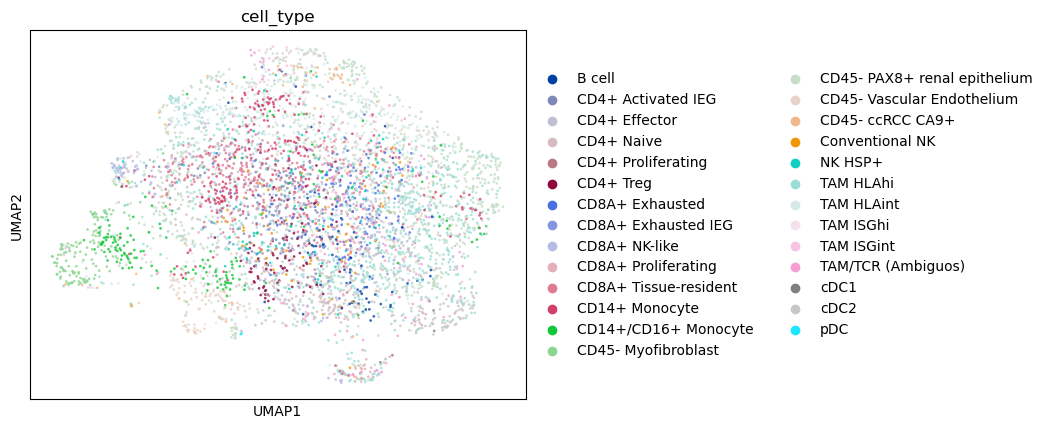 cell_type
UMAP2
UMAP1
B cell
CD4+ Activated IEG
CD4+ Effector
CD4+ Naive
CD4+ Proliferating
CD4+ Treg
CD8A+ Exhausted
CD8A+ Exhausted IEG
CD8A+ NK-like
CD8A+ Proliferating
CD8A+ Tissue-resident
CD14+ Monocyte
CD14+/CD16+ Monocyte
CD45- Myofibroblast
CD45- PAX8+ renal epithelium
CD45- Vascular Endothelium
CD45- ccRCC CA9+
Conventional NK
NK HSP+
TAM HLAhi
TAM HLAint
TAM ISGhi
TAM ISGint
TAM/TCR (Ambiguos)
cDC1
cDC2
pDC